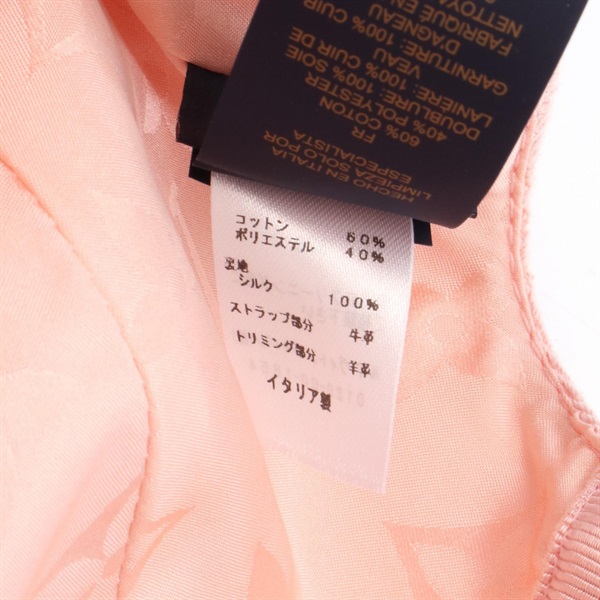 HECHO EN ITALIA
LIMPIEZA SOLO POR
ESPECIALISTA
FR
60% COTON
40% POLYESTER
DOUBLURE: 100% SOIE
LANIÈRE: 100% CUIR DE
VEAU
GARNITURE: 100% CUIR
D'AGNEAU
FABRIQUÉ EN
NETTOYA
コットン 60%
ポリエステル 40%
裏地
シルク 100%
ストラップ部分 牛革
トリミング部分 羊革
イタリア製